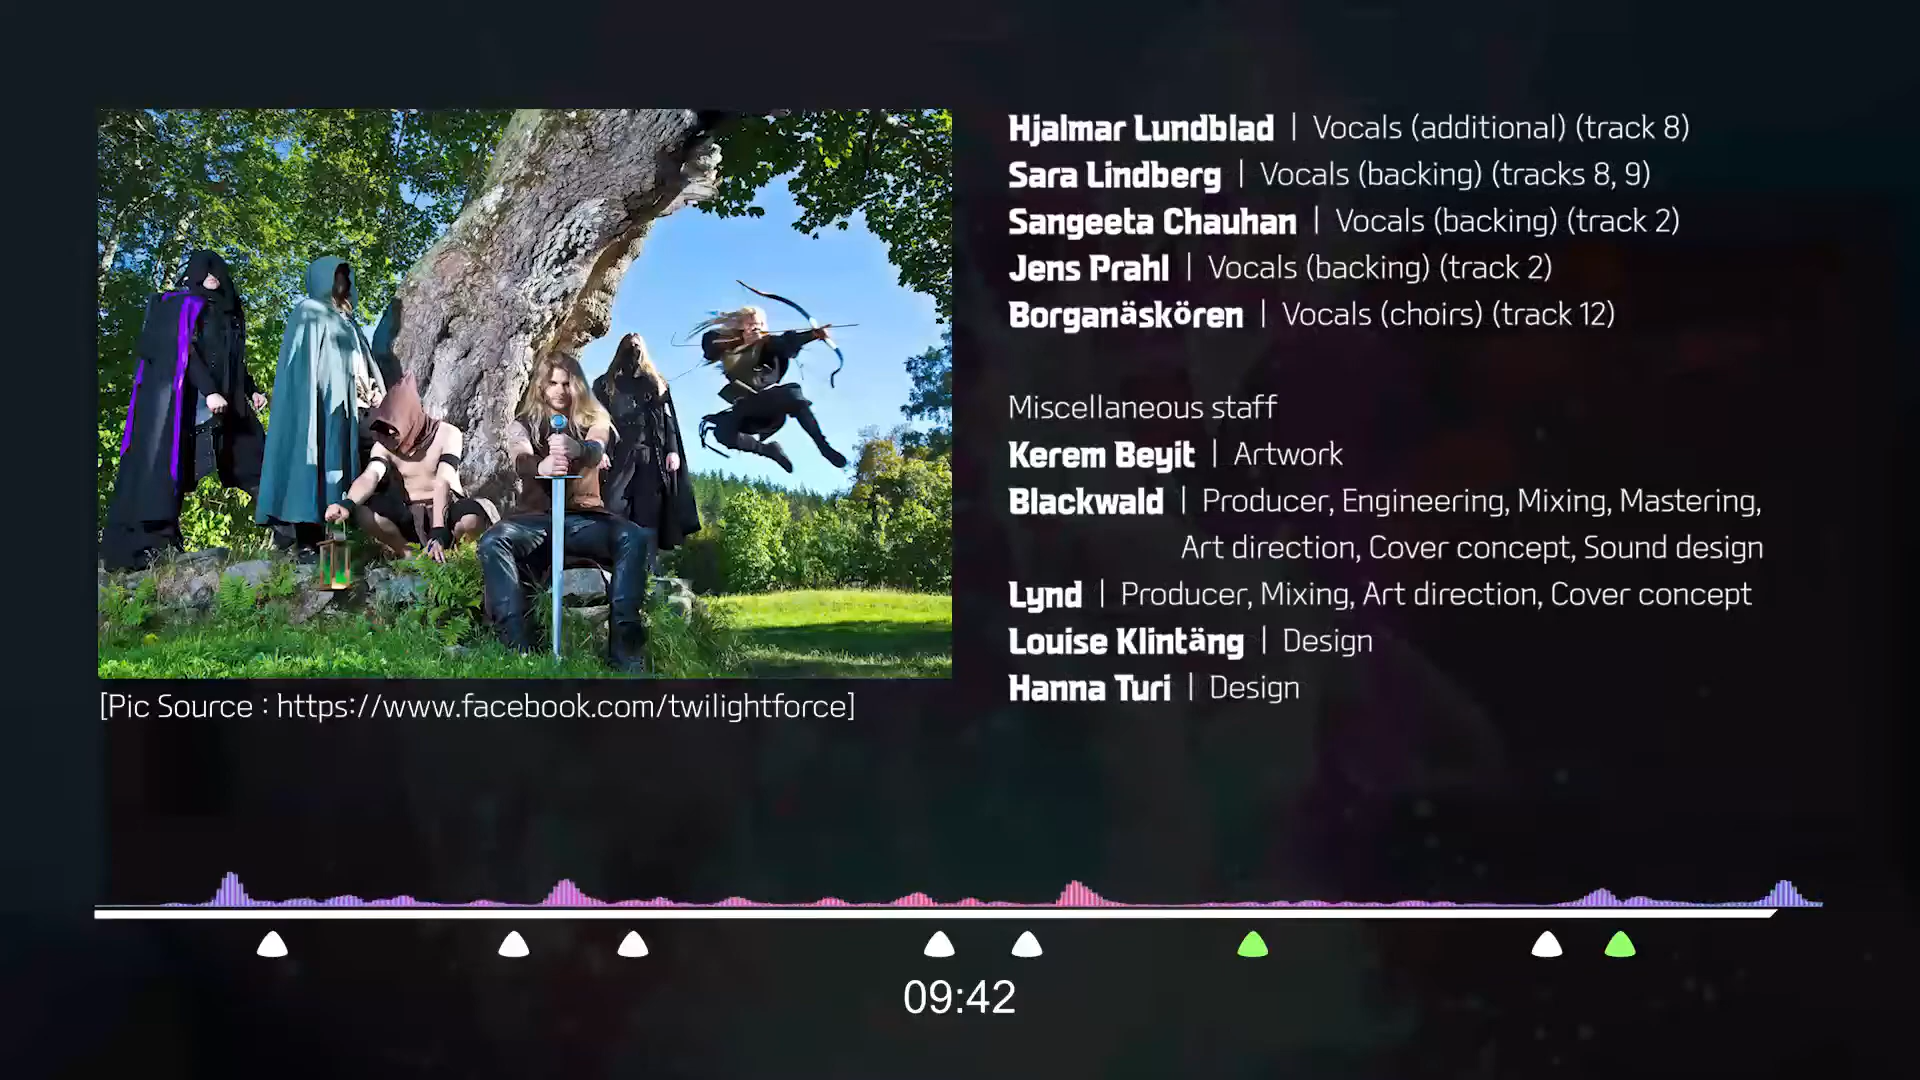 Hjalmar Lundblad | Vocals (additional) (track 8)
Sara Lindberg | Vocals (backing) (tracks 8, 9)
Sangeeta Chauhan | Vocals (backing) (track 2)
Jens Prahl | Vocals (backing) (track 2)
Borganäskören | Vocals (choirs) (track 12)
Miscellaneous staff
Kerem Beyit | Artwork
Blackwald | Producer, Engineering, Mixing, Mastering,
Art direction, Cover concept, Sound design
Lynd | Producer, Mixing, Art direction, Cover concept
Louise Klintäng | Design
Hanna Turi | Design
[Pic Source : https://www.facebook.com/twilightforce]
09:42